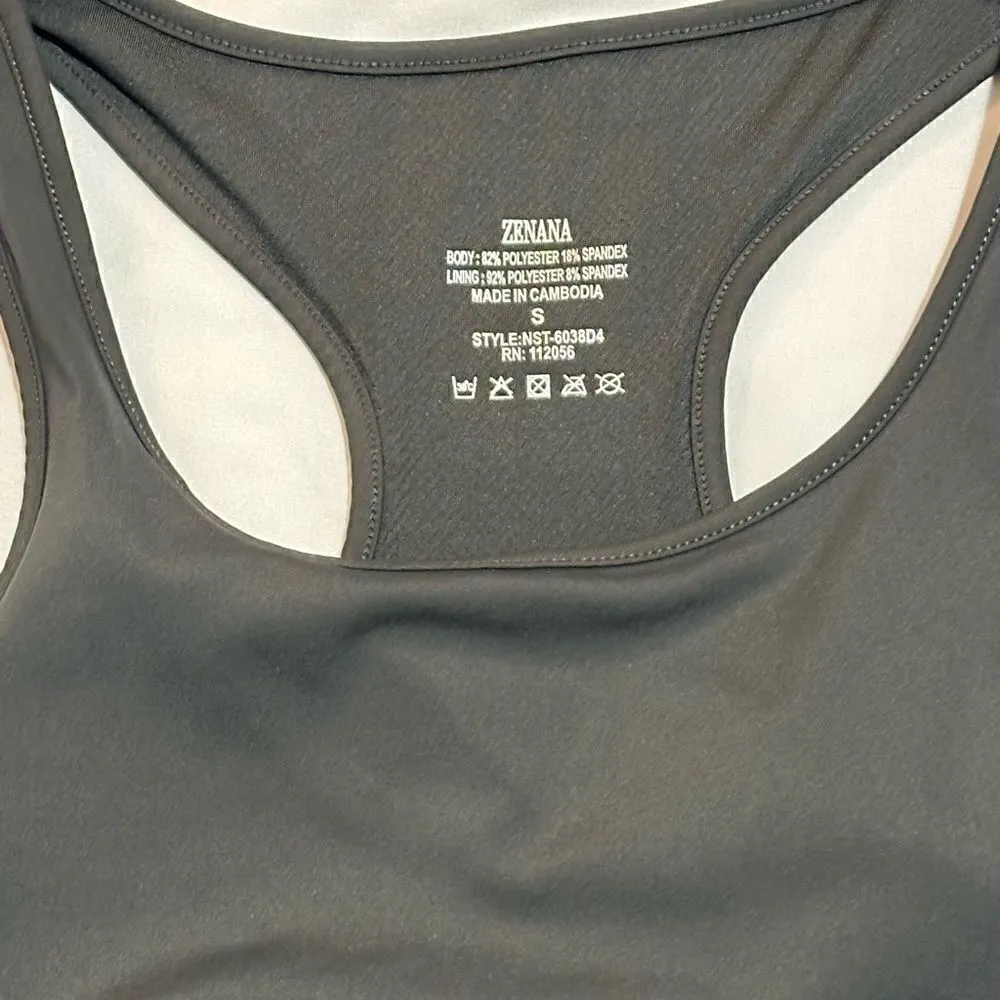 ZENANA
BODY : 82% POLYESTER 18% SPANDEX
LINING : 92% POLYESTER 8% SPANDEX
MADE IN CAMBODIA
S
STYLE:NST-6038D4
RN: 112056
30°C